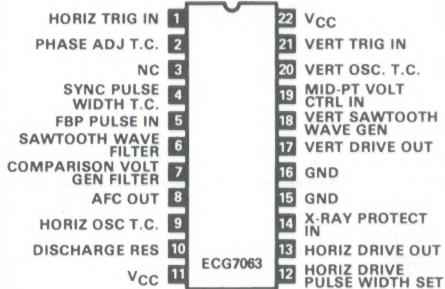 HORIZ TRIG IN 1
PHASE ADJ T.C. 2
NC 3
SYNC PULSE
WIDTH T.C. 4
FBP PULSE IN 5
SAWTOOTH WAVE
FILTER 6
COMPARISON VOLT
GEN FILTER 7
AFC OUT 8
HORIZ OSC T.C. 9
DISCHARGE RES 10
VCC 11
22 VCC
21 VERT TRIG IN
20 VERT OSC. T.C.
19 MID-PT VOLT
CTRL IN
18 VERT SAWTOOTH
WAVE GEN
17 VERT DRIVE OUT
16 GND
15 GND
14 X-RAY PROTECT
IN
13 HORIZ DRIVE OUT
12 HORIZ DRIVE
PULSE WIDTH SET
ECG7063